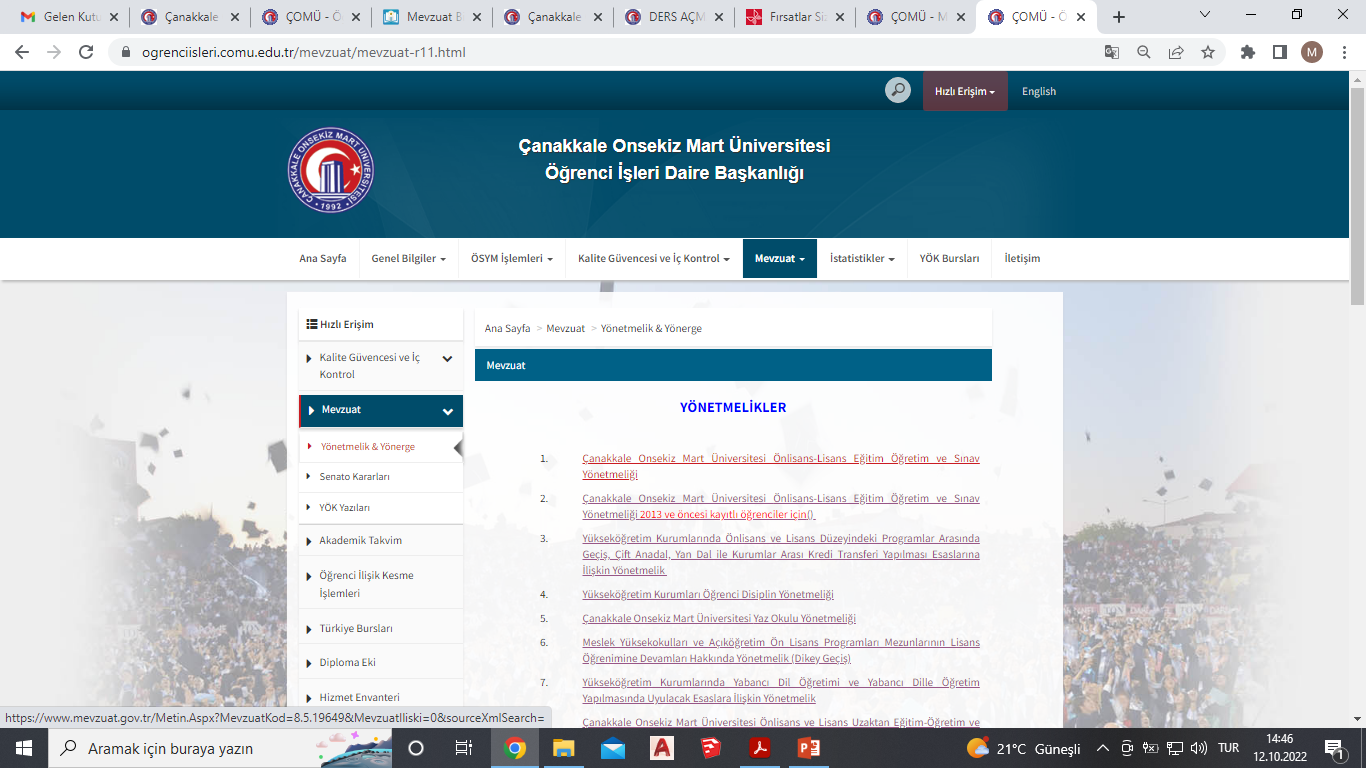 Gelen Kutu
Çanakkale
ÇOMÜ - Ö
Mevzuat B
Çanakkale
DERS AÇM
Fırsatlar Siz
ÇOMÜ - M
ÇOMÜ - Ö
ogrenciisleri.comu.edu.tr/mevzuat/mevzuat-r11.html
M
Hızlı Erişim
English
ÇANAKKALE ONSEKİZ MART ÜNİVERSİTESİ
• 1992 •
Çanakkale Onsekiz Mart Üniversitesi
Öğrenci İşleri Daire Başkanlığı
Ana Sayfa
Genel Bilgiler
ÖSYM İşlemleri
Kalite Güvencesi ve İç Kontrol
Mevzuat
İstatistikler
YÖK Bursları
İletişim
Hızlı Erişim
Kalite Güvencesi ve İç
Kontrol
Mevzuat
Yönetmelik & Yönerge
Senato Kararları
YÖK Yazıları
Akademik Takvim
Öğrenci İlişik Kesme
İşlemleri
Türkiye Bursları
Diploma Eki
Hizmet Envanteri
Ana Sayfa > Mevzuat > Yönetmelik & Yönerge
Mevzuat
YÖNETMELİKLER
1. Çanakkale Onsekiz Mart Üniversitesi Önlisans-Lisans Eğitim Öğretim ve Sınav
Yönetmeliği
2. Çanakkale Onsekiz Mart Üniversitesi Önlisans-Lisans Eğitim Öğretim ve Sınav
Yönetmeliği 2013 ve öncesi kayıtlı öğrenciler için()
3. Yükseköğretim Kurumlarında Önlisans ve Lisans Düzeyindeki Programlar Arasında
Geçiş, Çift Anadal, Yan Dal ile Kurumlar Arası Kredi Transferi Yapılması Esaslarına
İlişkin Yönetmelik
4. Yükseköğretim Kurumları Öğrenci Disiplin Yönetmeliği
5. Çanakkale Onsekiz Mart Üniversitesi Yaz Okulu Yönetmeliği
6. Meslek Yüksekokulları ve Açıköğretim Ön Lisans Programları Mezunlarının Lisans
Öğrenimine Devamları Hakkında Yönetmelik (Dikey Geçiş)
7. Yükseköğretim Kurumlarında Yabancı Dil Öğretimi ve Yabancı Dille Öğretim
Yapılmasında Uyulacak Esaslara İlişkin Yönetmelik
Çanakkale Onsekiz Mart Üniversitesi Önlisans ve Lisans Uzaktan Eğitim-Öğretim ve
https://www.mevzuat.gov.tr/Metin.Aspx?MevzuatKod=8.5.19649&MevzuatIliski=0&sourceXmlSearch=
Aramak için buraya yazın
21°C Güneşli
TUR
14:46
12.10.2022
1